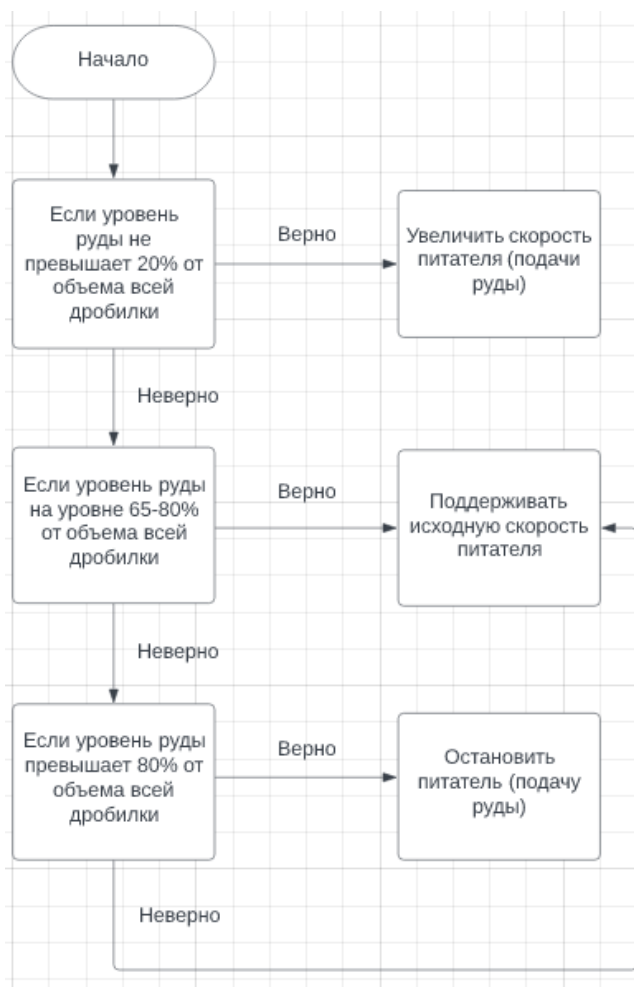 Начало
Если уровень
руды не
превышает 20% от
объема всей
дробилки
Верно
Увеличить скорость
питателя (подачи
руды)
Неверно
Если уровень руды
на уровне 65-80%
от объема всей
дробилки
Верно
Поддерживать
исходную скорость
питателя
Неверно
Если уровень руды
превышает 80% от
объема всей
дробилки
Верно
Остановить
питатель (подачу
руды)
Неверно